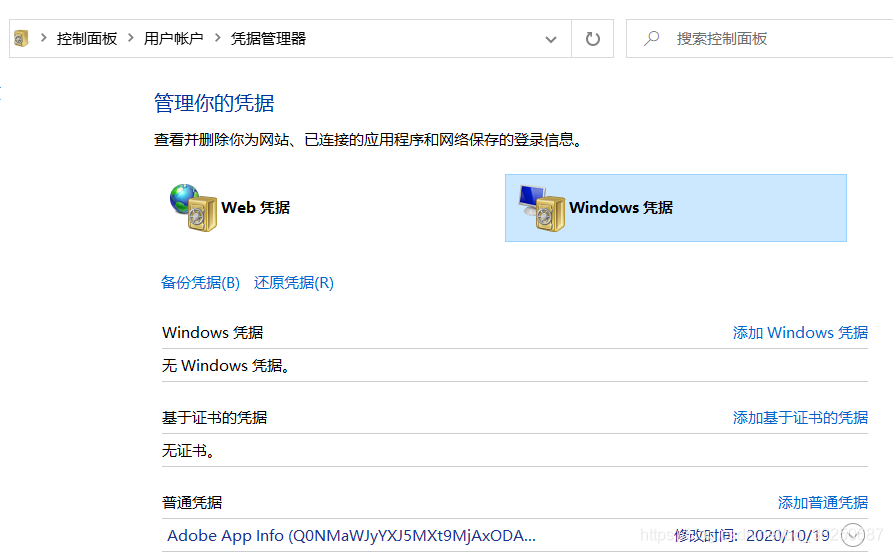 控制面板 > 用户帐户 > 凭据管理器 搜索控制面板
管理你的凭据
查看并删除你为网站、已连接的应用程序和网络保存的登录信息。
Web 凭据 Windows 凭据
备份凭据(B) 还原凭据(R)
Windows 凭据 添加 Windows 凭据
无 Windows 凭据。
基于证书的凭据 添加基于证书的凭据
无证书。
普通凭据 添加普通凭据
Adobe App Info (Q0NMaWJyYXJ5MXt9MjAxODA... 修改时间: 2020/10/19